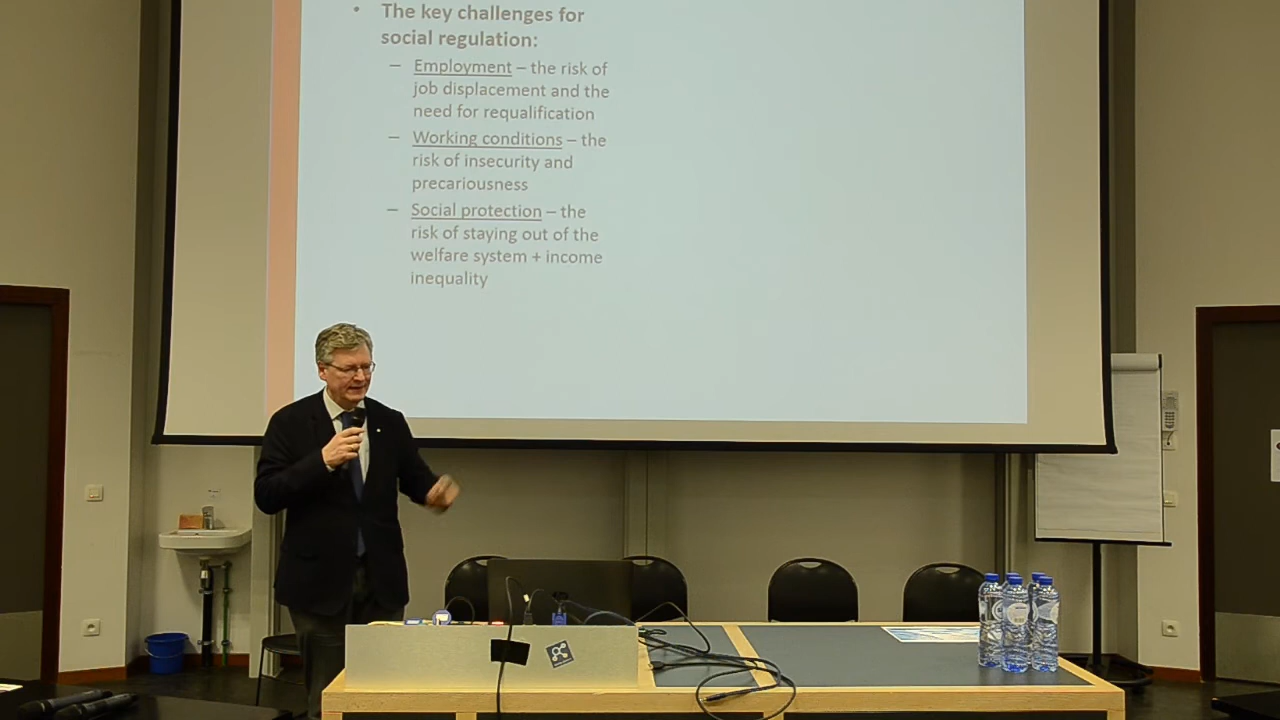 • The key challenges for
social regulation:
– Employment – the risk of
job displacement and the
need for requalification
– Working conditions – the
risk of insecurity and
precariousness
– Social protection – the
risk of staying out of the
welfare system + income
inequality